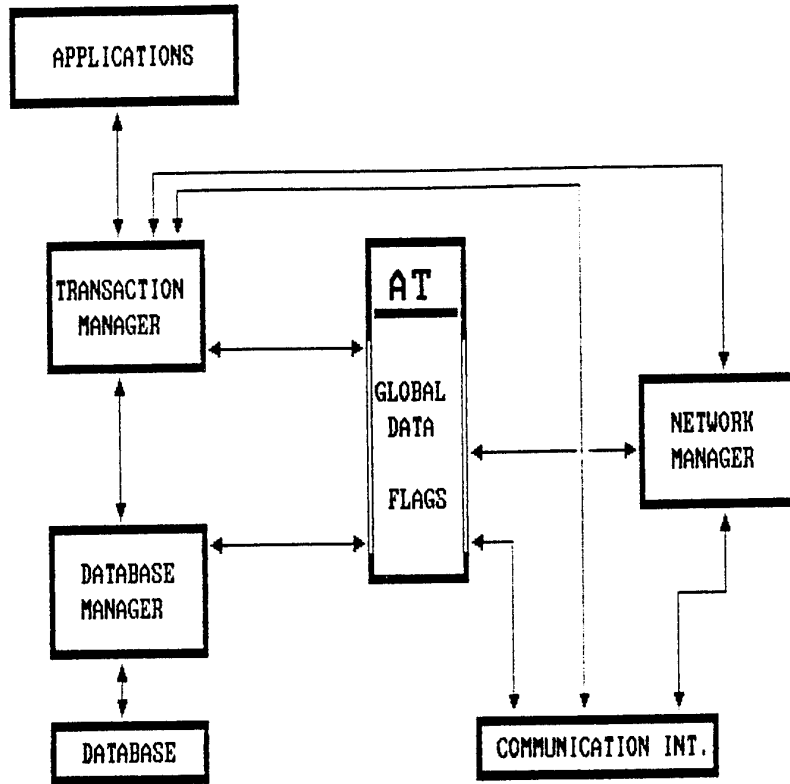 APPLICATIONS
TRANSACTION
MANAGER
AT
GLOBAL
DATA
FLAGS
NETWORK
MANAGER
DATABASE
MANAGER
DATABASE
COMMUNICATION INT.